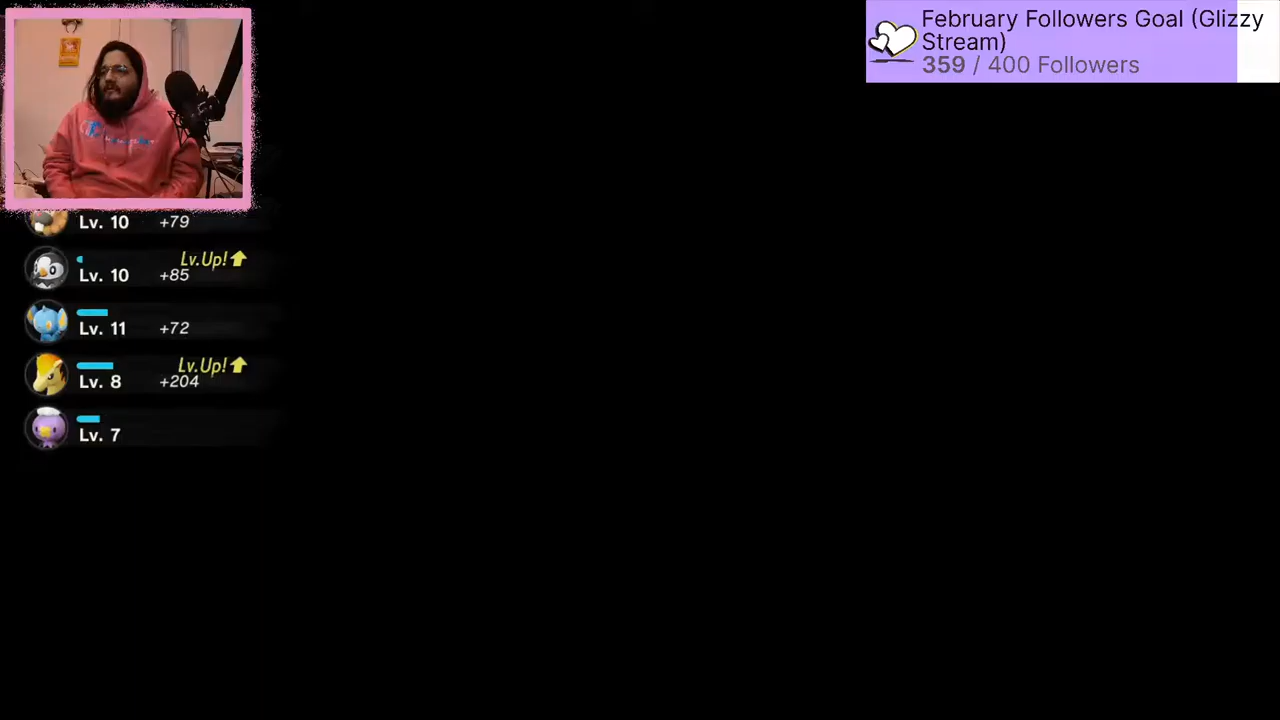 February Followers Goal (Glizzy
Stream)
359 / 400 Followers
Lv. 10 +79
Lv.Up!
Lv. 10 +85
Lv. 11 +72
Lv.Up!
Lv. 8 +204
Lv. 7